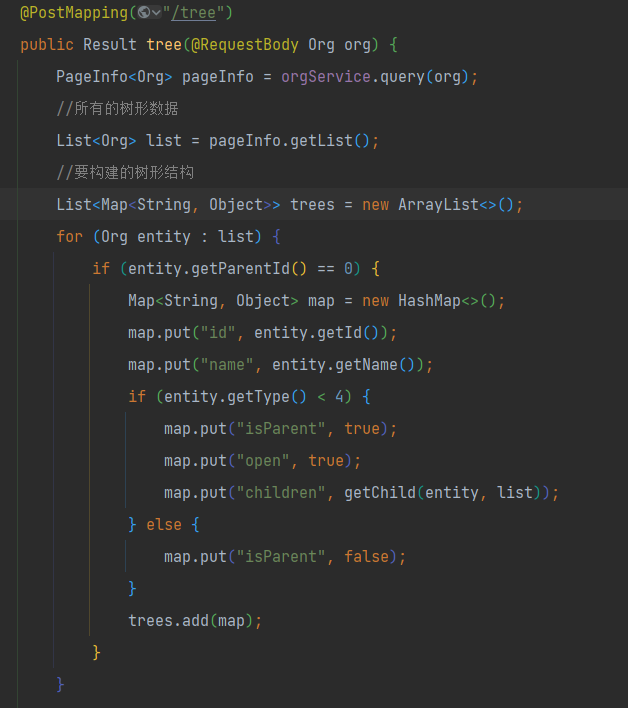 @PostMapping("/tree")
public Result tree(@RequestBody Org org) {
PageInfo<Org> pageInfo = orgService.query(org);
//所有的树形数据
List<Org> list = pageInfo.getList();
//要构建的树形结构
List<Map<String, Object>> trees = new ArrayList<>();
for (Org entity : list) {
if (entity.getParentId() == 0) {
Map<String, Object> map = new HashMap<>();
map.put("id", entity.getId());
map.put("name", entity.getName());
if (entity.getType() < 4) {
map.put("isParent", true);
map.put("open", true);
map.put("children", getChild(entity, list));
} else {
map.put("isParent", false);
}
trees.add(map);
}
}